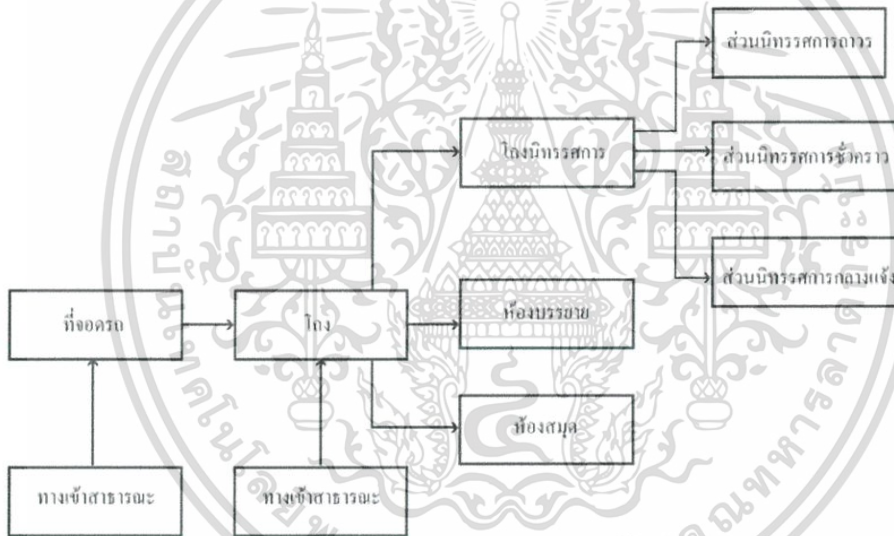 ส่วนนิทรรศการถาวร
โถงนิทรรศการ
ส่วนนิทรรศการชั่วคราว
ส่วนนิทรรศการกลางแจ้ง
ที่จอดรถ
โถง
ห้องบรรยาย
ห้องสมุด
ทางเข้าสาธารณะ
ทางเข้าสาธารณะ